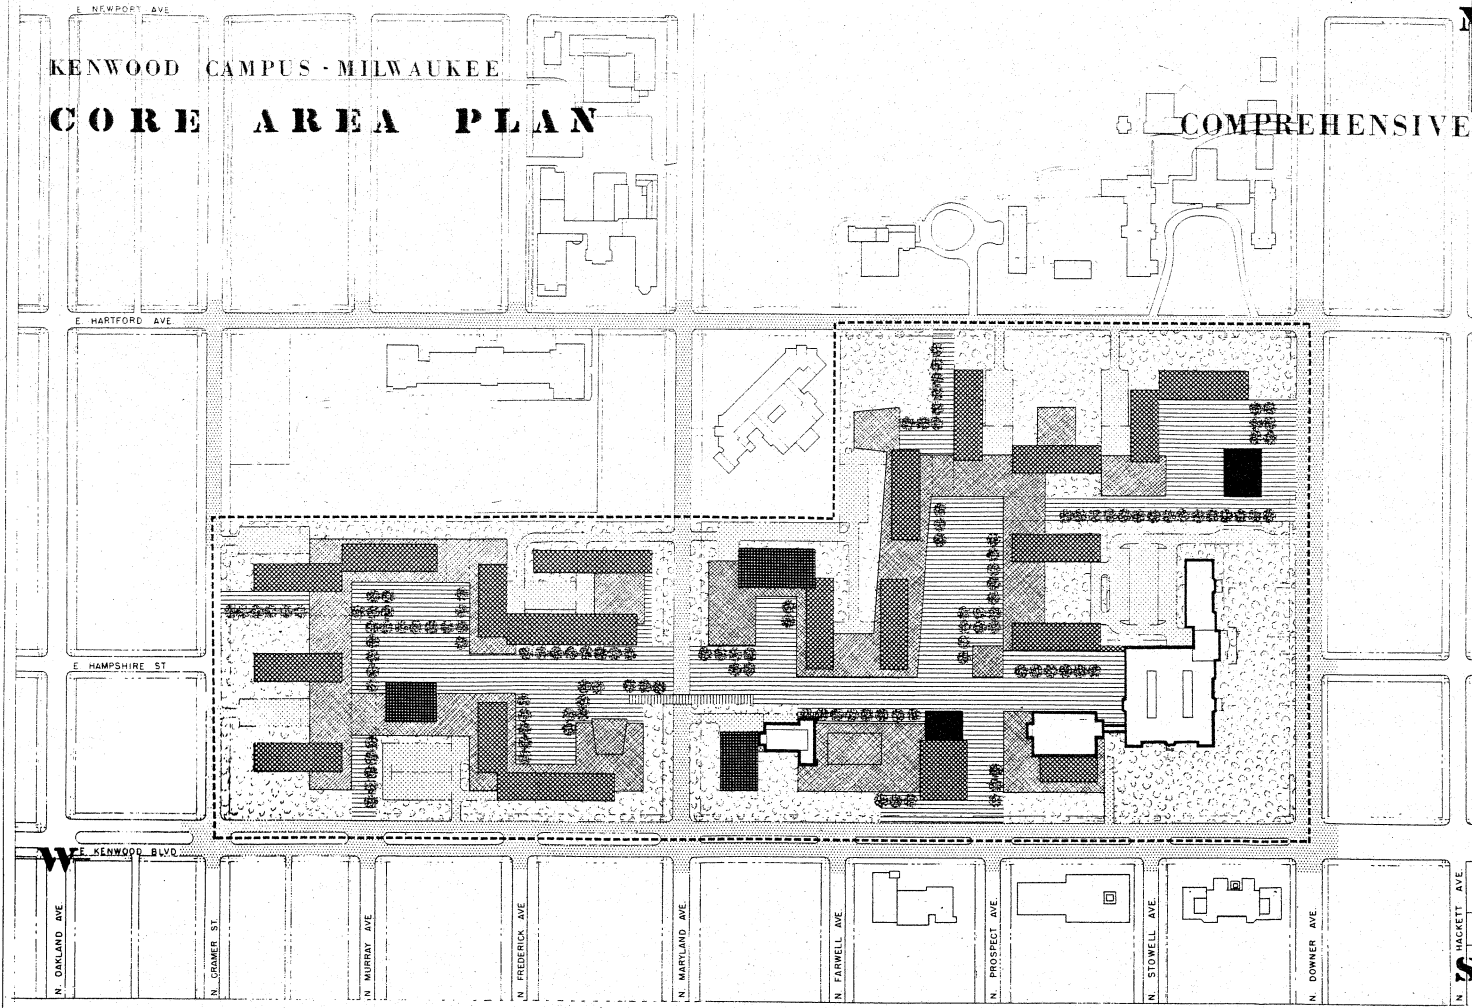 E. NEWPORT AVE
KENWOOD CAMPUS - MILWAUKEE
CORE AREA PLAN
COMPREHENSIVE
E. HARTFORD AVE.
E. HAMPSHIRE ST
W
E. KENWOOD BLVD.
N. OAKLAND AVE.
N. CRAMER ST.
N. MURRAY AVE.
N. FREDERICK AVE
N. MARYLAND AVE.
N. FARWELL AVE.
N. PROSPECT AVE.
N. STOWELL AVE.
N. DOWNER AVE.
N. HACKETT AVE.